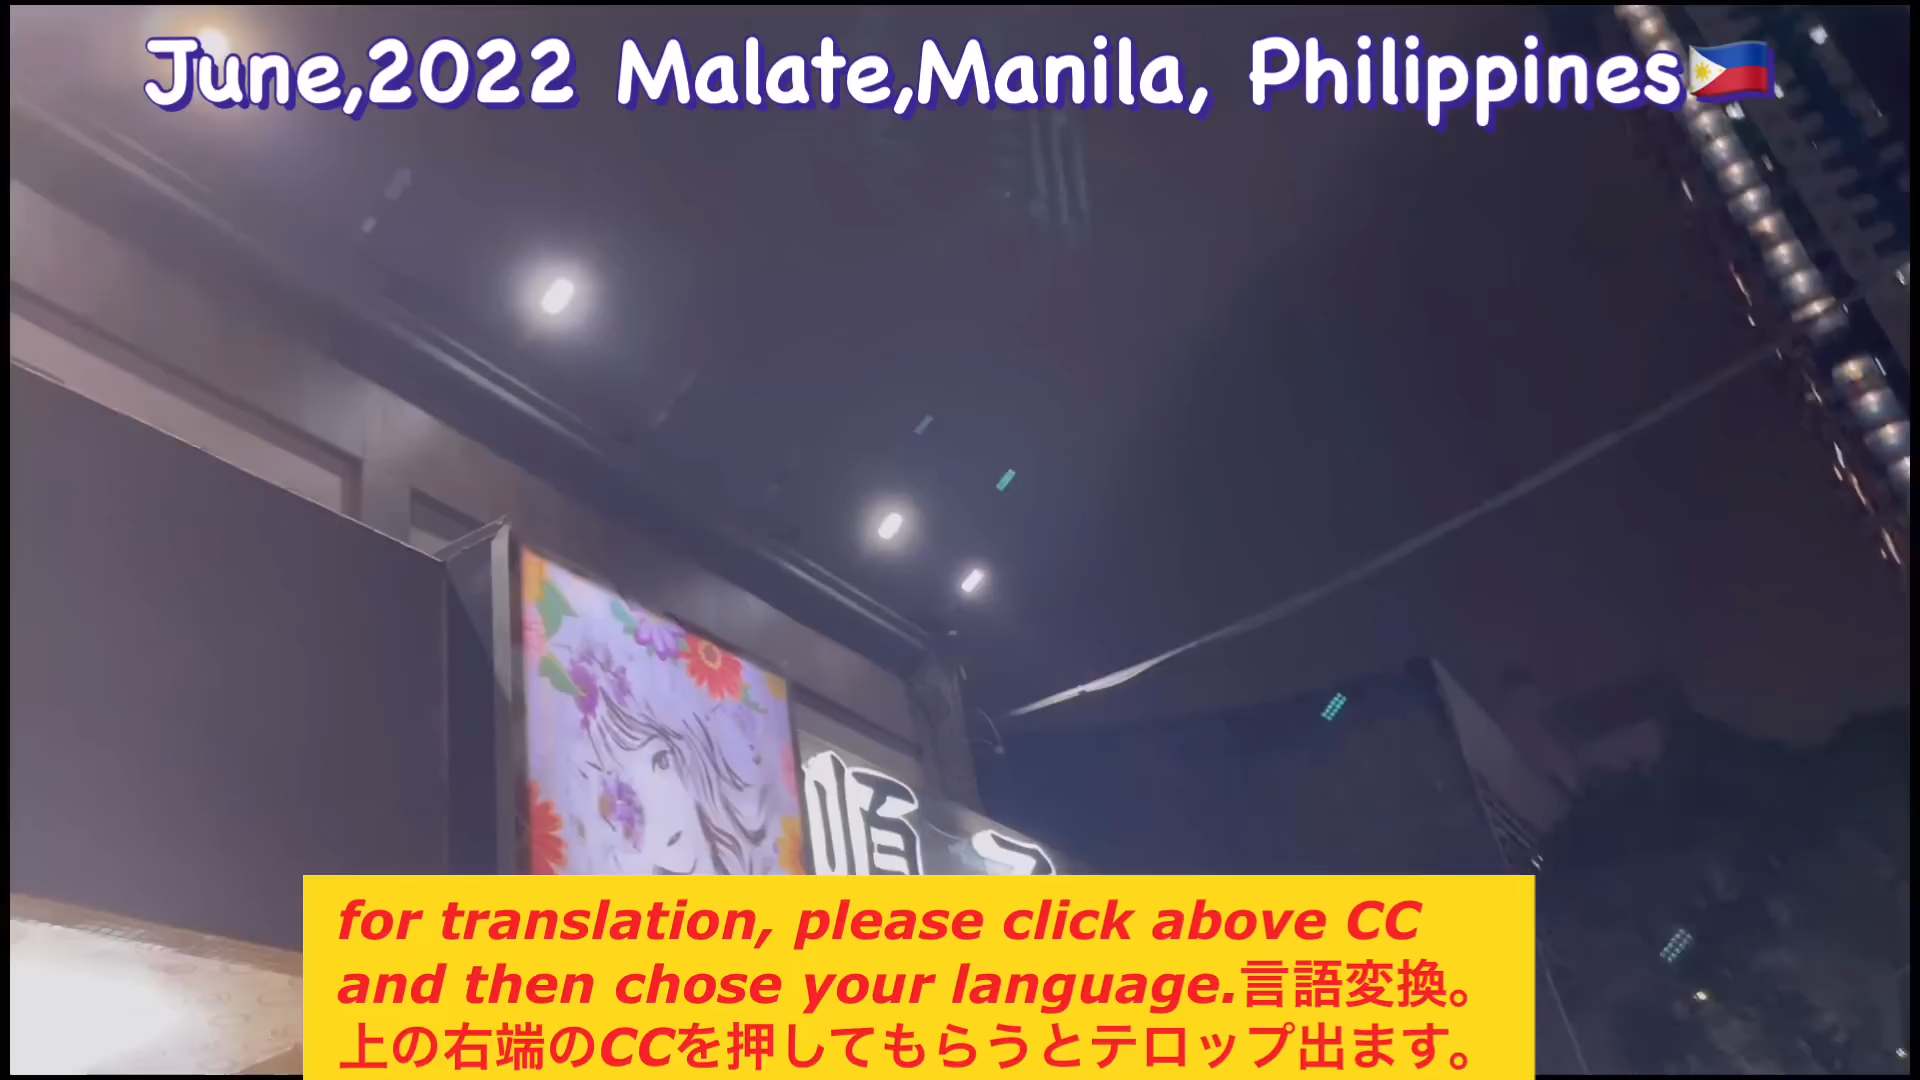 June,2022 Malate,Manila, Philippines🇵🇭
for translation, please click above CC
and then chose your language.言語変換。
上の右端のCCを押してもらうとテロップ出ます。